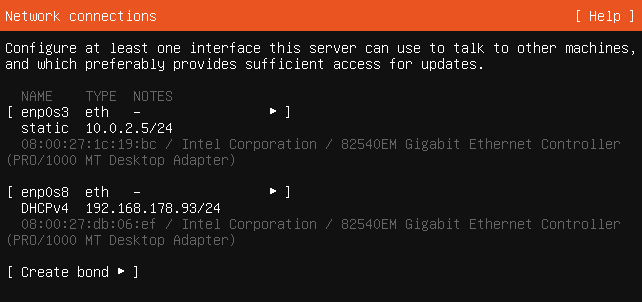 Network connections [ Help ]
Configure at least one interface this server can use to talk to other machines,
and which preferably provides sufficient access for updates.
NAME TYPE NOTES
[ enp0s3 eth - ▸ ]
static 10.0.2.5/24
08:00:27:1c:19:bc / Intel Corporation / 82540EM Gigabit Ethernet Controller
(PRO/1000 MT Desktop Adapter)
[ enp0s8 eth - ▸ ]
DHCPv4 192.168.178.93/24
08:00:27:db:06:ef / Intel Corporation / 82540EM Gigabit Ethernet Controller
(PRO/1000 MT Desktop Adapter)
[ Create bond ▸ ]